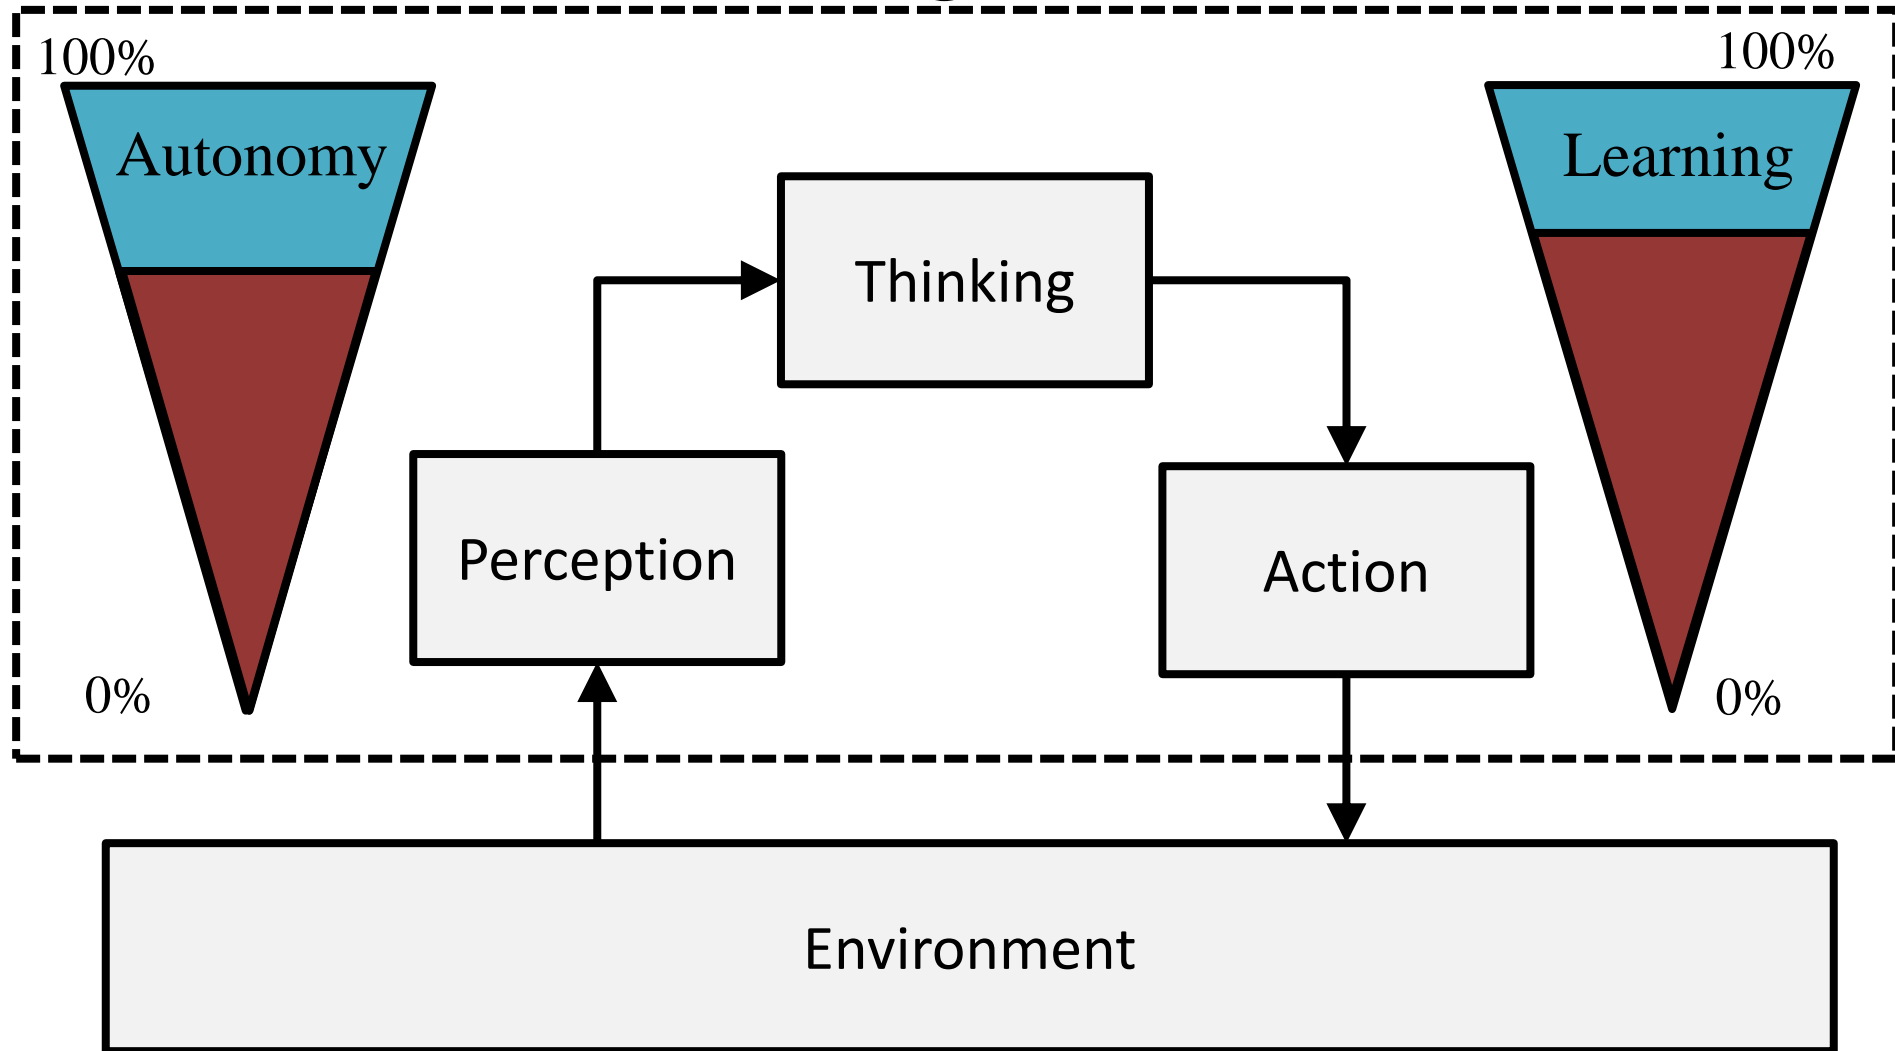 100%
100%
Autonomy
Learning
Thinking
Perception
Action
0%
0%
Environment